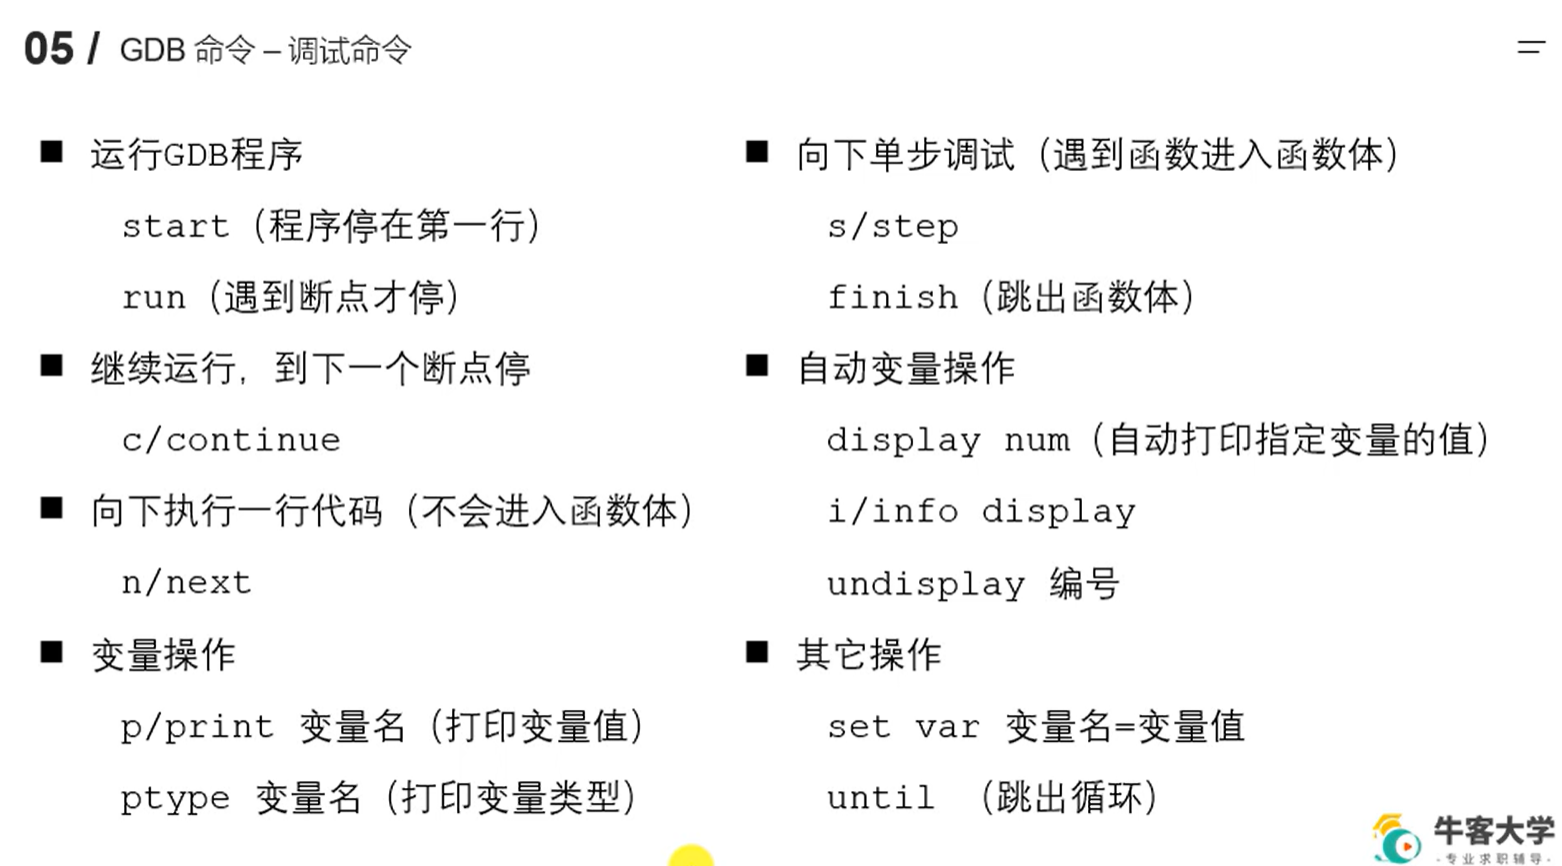 05 / GDB 命令 – 调试命令
■ 运行GDB程序
start（程序停在第一行）
run（遇到断点才停）
■ 继续运行，到下一个断点停
c/continue
■ 向下执行一行代码（不会进入函数体）
n/next
■ 变量操作
p/print 变量名（打印变量值）
ptype 变量名（打印变量类型）
■ 向下单步调试（遇到函数进入函数体）
s/step
finish（跳出函数体）
■ 自动变量操作
display num（自动打印指定变量的值）
i/info display
undisplay 编号
■ 其它操作
set var 变量名=变量值
until （跳出循环）
牛客大学
·专业求职辅导·